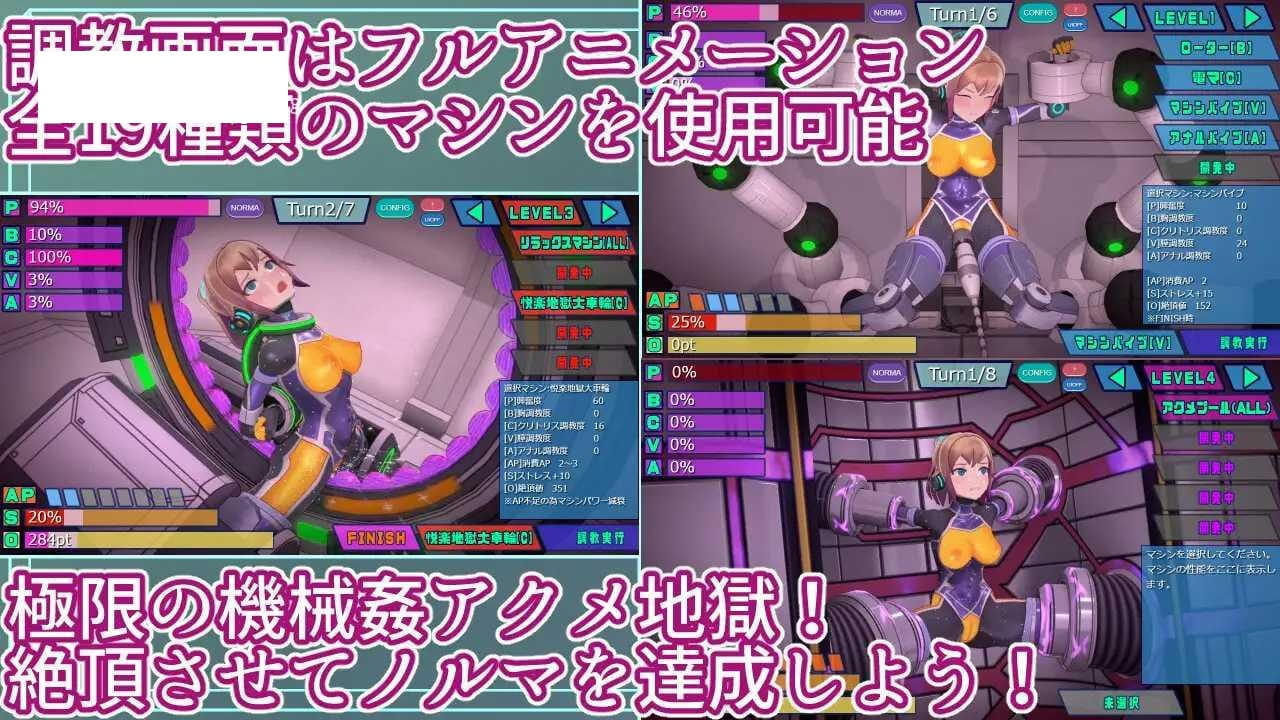 はフルアニメーション
全19種類のマシンを使用可能
P 94%
NORMA
Turn2/7
CONFIG
LEVEL3
B 10%
C 100%
V 3%
A 3%
リラックスマシン[ALL]
開発中
悦楽地獄大車輪[C]
開発中
開発中
選択マシン:悦楽地獄大車輪
[P]興奮度 60
[B]胸調教度 0
[C]クリトリス調教度 16
[V]膣調教度 0
[A]アナル調教度 0
[AP]消費AP 2~3
[S]ストレス+10
[O]絶頂値 351
※AP不足の為マシンパワー減衰
AP
S 20%
O 284pt
FINISH
悦楽地獄大車輪[C]
調教実行
P 46%
NORMA
Turn1/6
CONFIG
LEVEL1
ローター[B]
電マ[C]
マシンバイブ[V]
アナルバイブ[A]
開発中
選択マシン:マシンバイブ
[P]興奮度 10
[B]胸調教度 0
[C]クリトリス調教度 0
[V]膣調教度 24
[A]アナル調教度 0
[AP]消費AP 2
[S]ストレス+15
[O]絶頂値 152
※FINISH時
AP
S 25%
O 0pt
マシンバイブ[V]
調教実行
P 0%
NORMA
Turn1/8
CONFIG
LEVEL4
B 0%
C 0%
V 0%
A 0%
アクメプール(ALL)
開発中
開発中
開発中
開発中
マシンを選択してください。
マシンの性能をここに表示し
ます。
未選択
極限の機械姦アクメ地獄!
絶頂させてノルマを達成しよう!